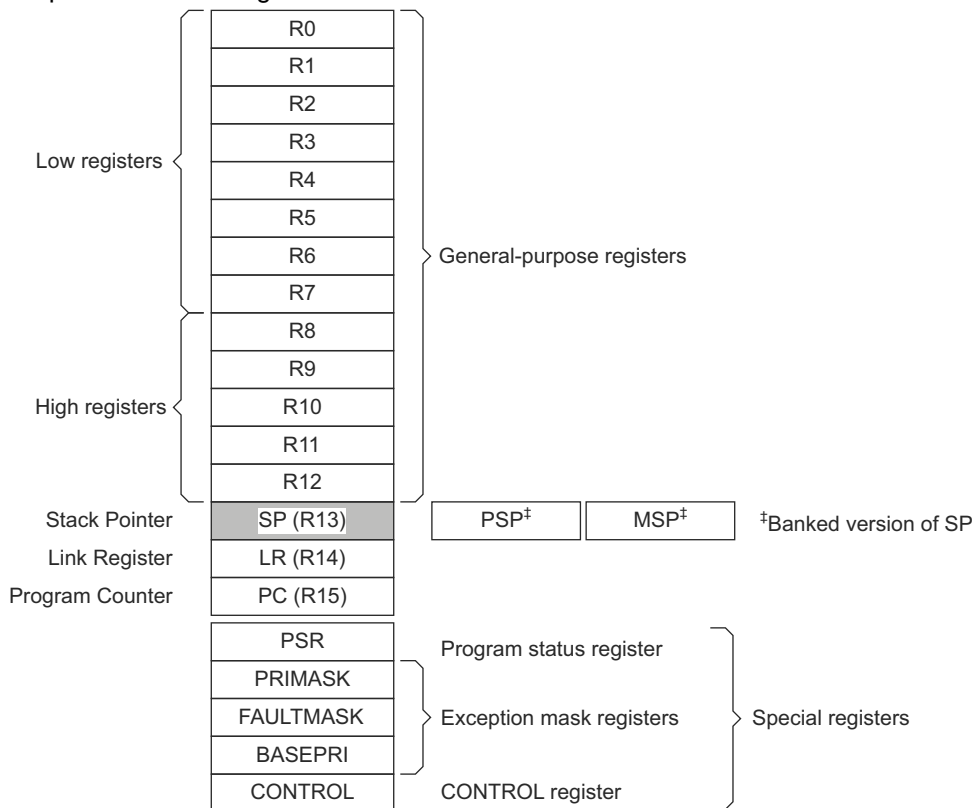 R0
R1
R2
R3
Low registers
R4
R5
R6
General-purpose registers
R7
R8
R9
High registers
R10
R11
R12
Stack Pointer
SP (R13)
PSP‡
MSP‡
‡Banked version of SP
Link Register
LR (R14)
Program Counter
PC (R15)
PSR
Program status register
PRIMASK
FAULTMASK
Exception mask registers
Special registers
BASEPRI
CONTROL
CONTROL register